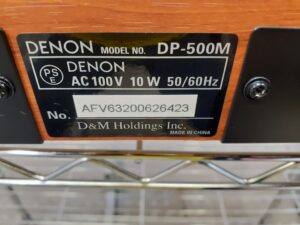 DENON MODEL NO. DP-500M
PSE DENON
AC 100V 10W 50/60Hz
No. AFV63200626423
D&M Holdings Inc.
MADE IN CHINA